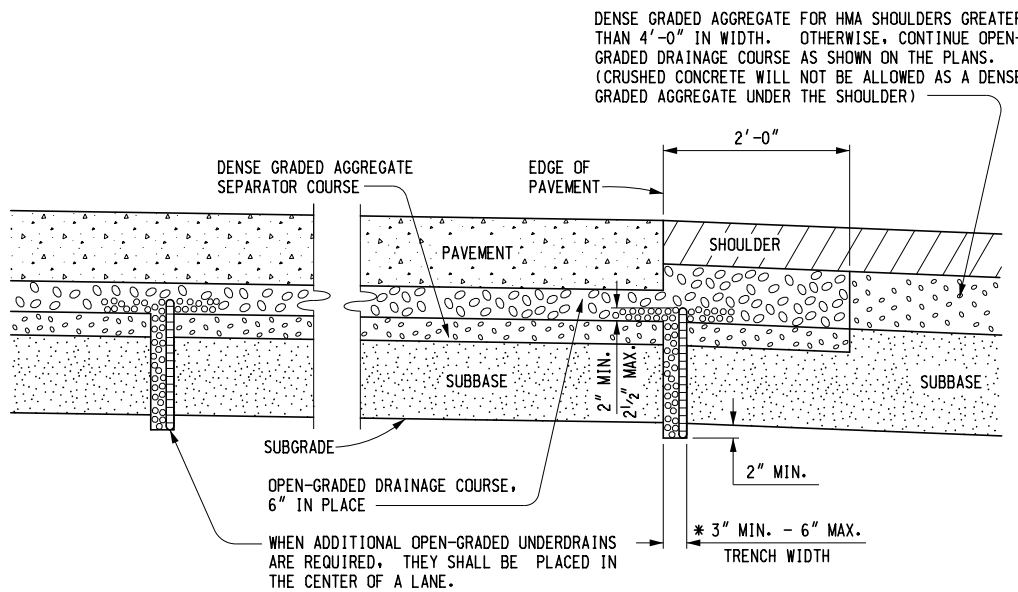 DENSE GRADED AGGREGATE FOR HMA SHOULDERS GREATER
THAN 4'-0" IN WIDTH. OTHERWISE, CONTINUE OPEN-
GRADED DRAINAGE COURSE AS SHOWN ON THE PLANS.
(CRUSHED CONCRETE WILL NOT BE ALLOWED AS A DENSE
GRADED AGGREGATE UNDER THE SHOULDER)
2'-0"
DENSE GRADED AGGREGATE
SEPARATOR COURSE
EDGE OF
PAVEMENT
PAVEMENT
SHOULDER
2" MIN.
2½" MAX.
SUBBASE
SUBBASE
SUBGRADE
2" MIN.
OPEN-GRADED DRAINAGE COURSE,
6" IN PLACE
* 3" MIN. - 6" MAX.
TRENCH WIDTH
WHEN ADDITIONAL OPEN-GRADED UNDERDRAINS
ARE REQUIRED, THEY SHALL BE PLACED IN
THE CENTER OF A LANE.